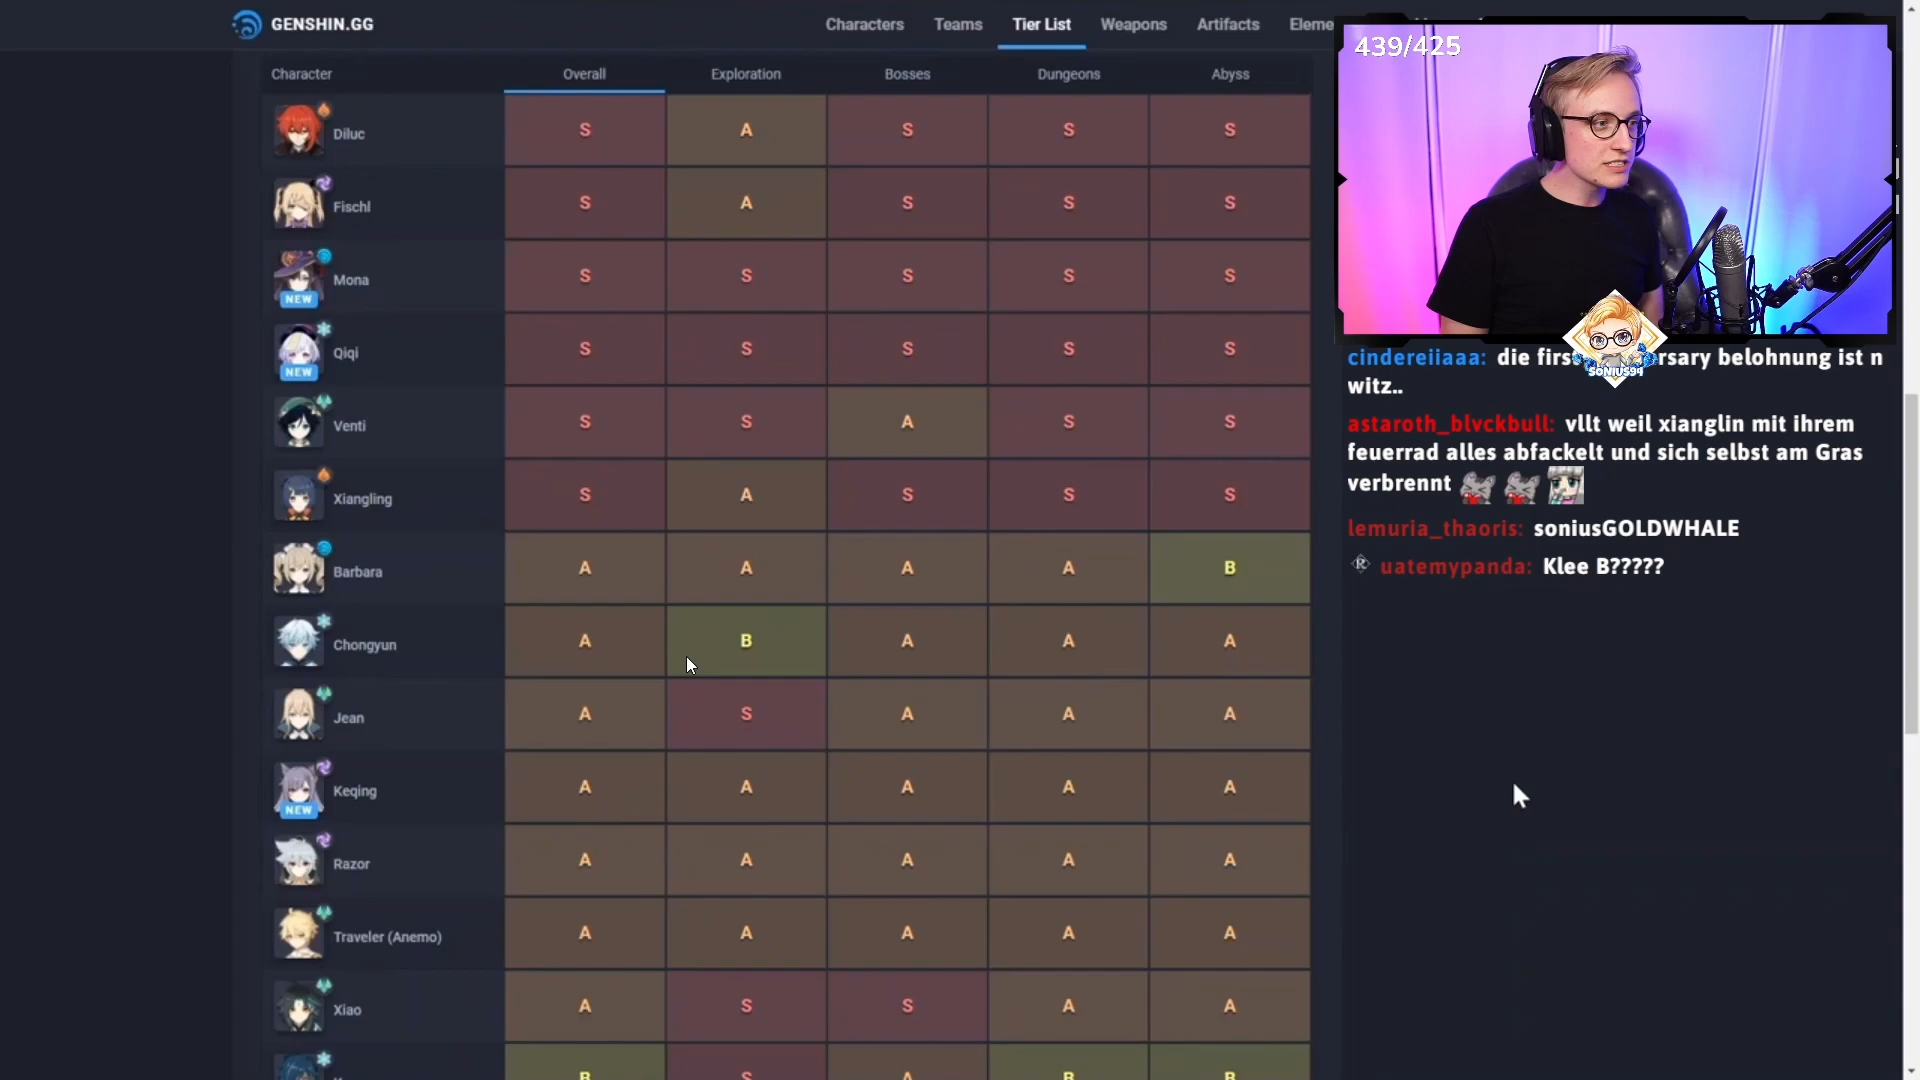 GENSHIN.GG
Characters Teams Tier List Weapons Artifacts Eleme
Character Overall Exploration Bosses Dungeons Abyss
Diluc S A S S S
Fischl S A S S S
Mona S S S S S
NEW
Qiqi S S S S S
NEW
Venti S S A S S
Xiangling S A S S S
Barbara A A A A B
Chongyun A B A A A
Jean A S A A A
Keqing A A A A A
NEW
Razor A A A A A
Traveler (Anemo) A A A A A
Xiao A S S A A
B S A B B
439/425
SONIUS94
cindereiiaaa: die firs rsary belohnung ist n
witz..
astaroth_blvckbull: vllt weil xianglin mit ihrem
feuerrad alles abfackelt und sich selbst am Gras
verbrennt
lemuria_thaoris: soniusGOLDWHALE
uatemypanda: Klee B?????